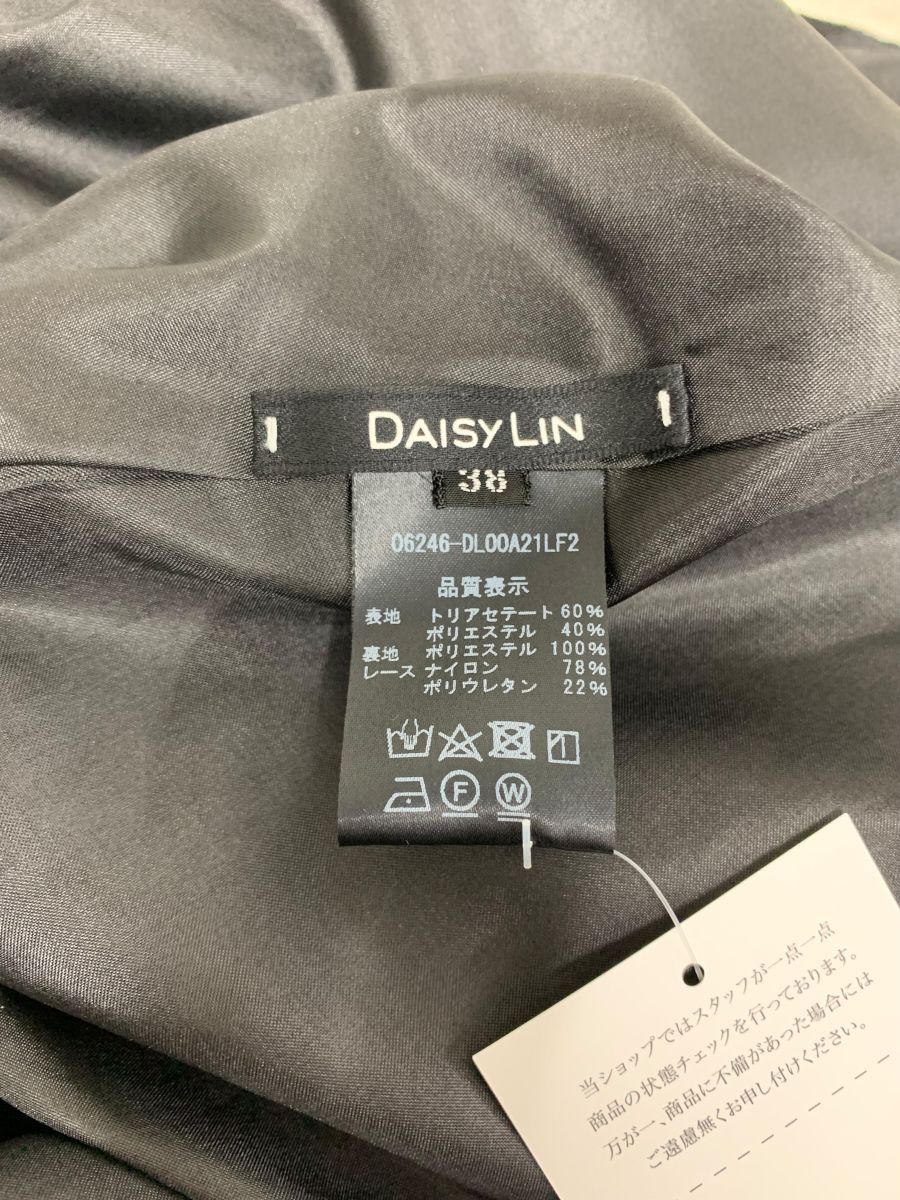 DAISY LIN
38
06246-DL00A21LF2
品質表示
表地 トリアセテート 60%
ポリエステル 40%
裏地 ポリエステル 100%
レース ナイロン 78%
ポリウレタン 22%
F W
当ショップではスタッフが一点一点
商品の状態チェックを行っております。
万が一、商品に不備があった場合には
ご遠慮無くお申し付けください。